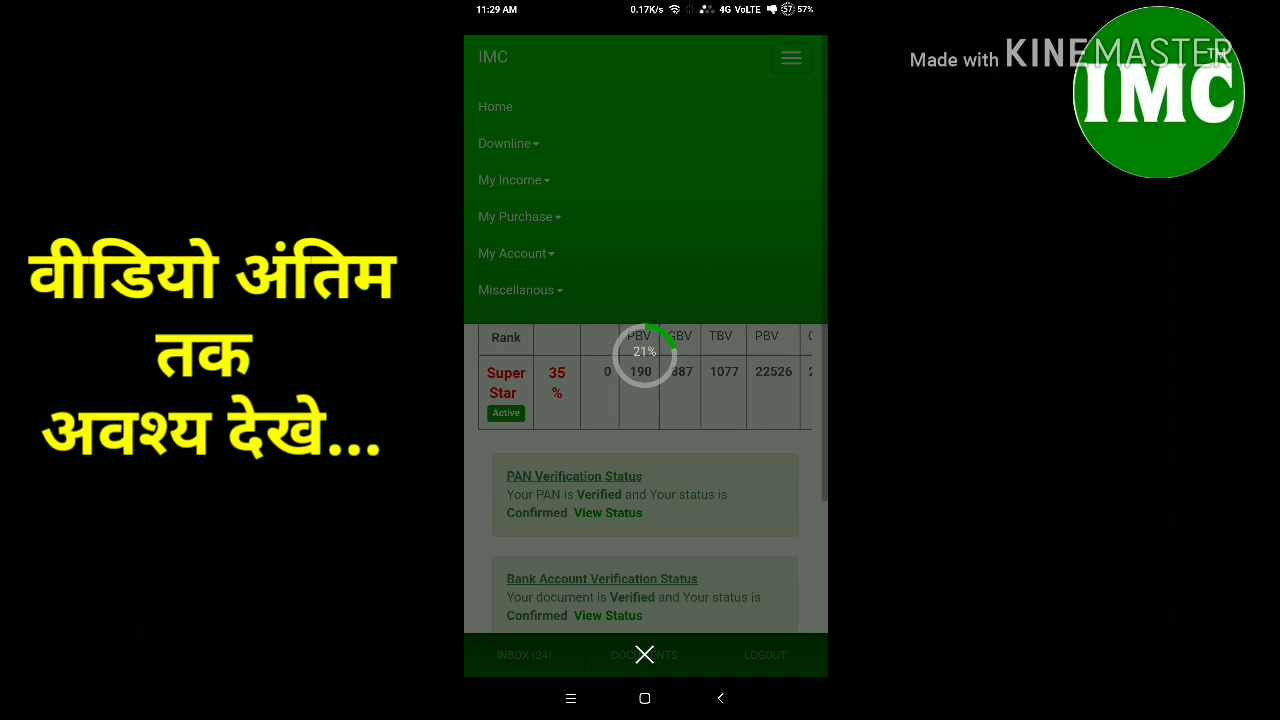 11:29 AM 0.17K/s 4G VoLTE 57 57%
Made with KINEMASTER
IMC TM
IMC
Home
Downline
My Income
My Purchase
My Account
Miscellanous
वीडियो अंतिम
तक
अवश्य देखे...
21%
Rank PBV GBV TBV PBV
Super Star 35 % 0 190 887 1077 22526
Active
PAN Verification Status
Your PAN is Verified and Your status is
Confirmed View Status
Bank Account Verification Status
Your document is Verified and Your status is
Confirmed View Status
INBOX (24) DOCUMENTS LOGOUT